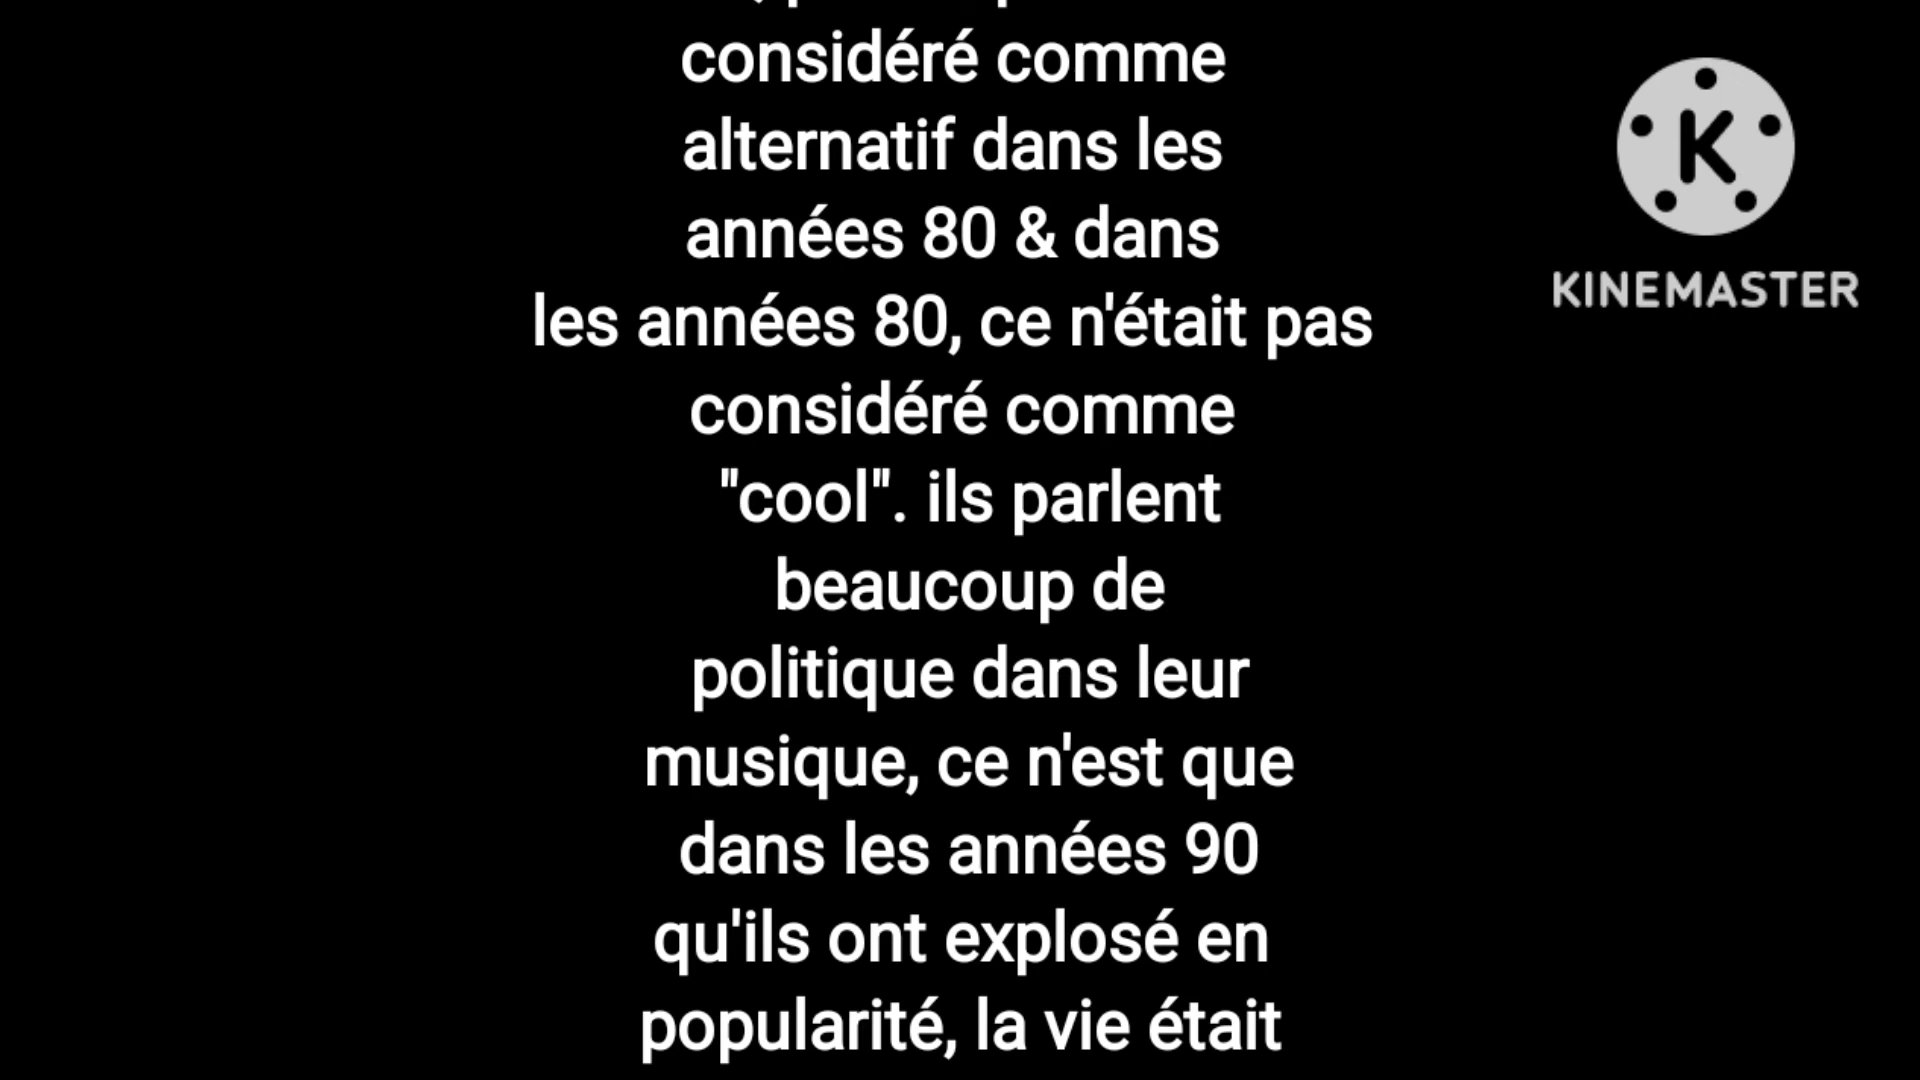 considéré comme
alternatif dans les
années 80 & dans
les années 80, ce n'était pas
considéré comme
"cool". ils parlent
beaucoup de
politique dans leur
musique, ce n'est que
dans les années 90
qu'ils ont explosé en
popularité, la vie était
K
KINEMASTER